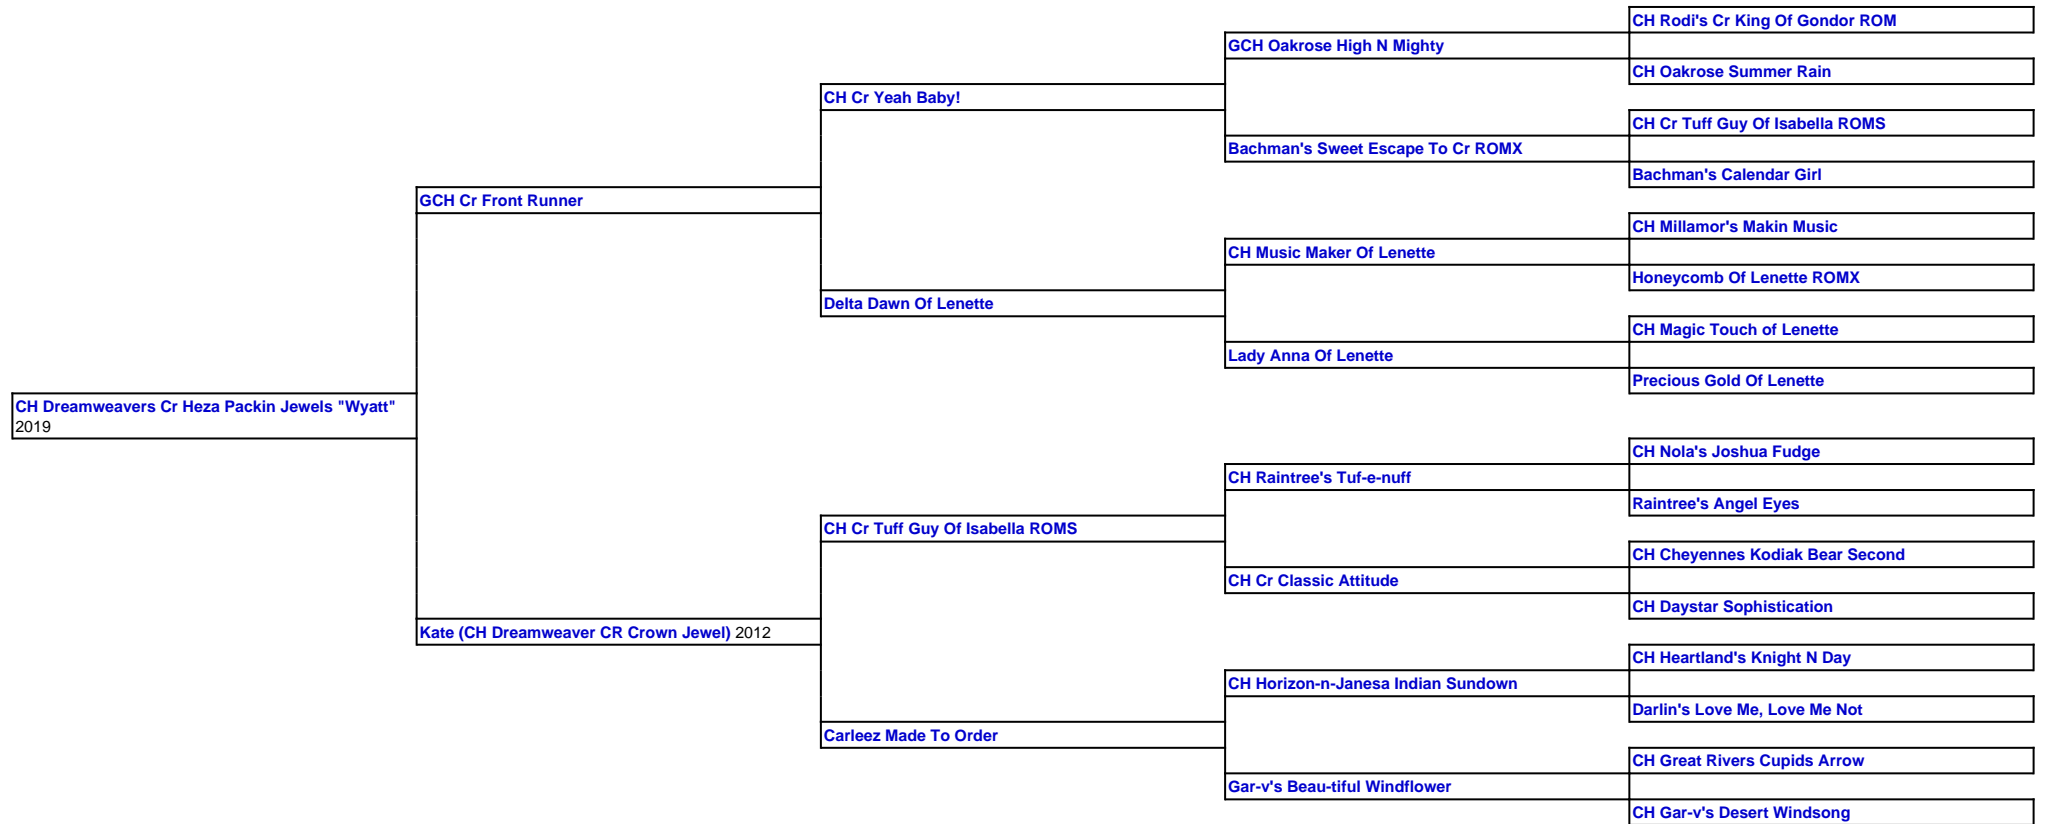 CH Rodi's Cr King Of Gondor ROM
GCH Oakrose High N Mighty
CH Oakrose Summer Rain
CH Cr Yeah Baby!
CH Cr Tuff Guy Of Isabella ROMS
Bachman's Sweet Escape To Cr ROMX
Bachman's Calendar Girl
GCH Cr Front Runner
CH Millamor's Makin Music
CH Music Maker Of Lenette
Honeycomb Of Lenette ROMX
Delta Dawn Of Lenette
CH Magic Touch of Lenette
Lady Anna Of Lenette
Precious Gold Of Lenette
CH Dreamweavers Cr Heza Packin Jewels "Wyatt"
2019
CH Nola's Joshua Fudge
CH Raintree's Tuf-e-nuff
Raintree's Angel Eyes
CH Cr Tuff Guy Of Isabella ROMS
CH Cheyennes Kodiak Bear Second
CH Cr Classic Attitude
CH Daystar Sophistication
Kate (CH Dreamweaver CR Crown Jewel) 2012
CH Heartland's Knight N Day
CH Horizon-n-Janesa Indian Sundown
Darlin's Love Me, Love Me Not
Carleez Made To Order
CH Great Rivers Cupids Arrow
Gar-v's Beau-tiful Windflower
CH Gar-v's Desert Windsong